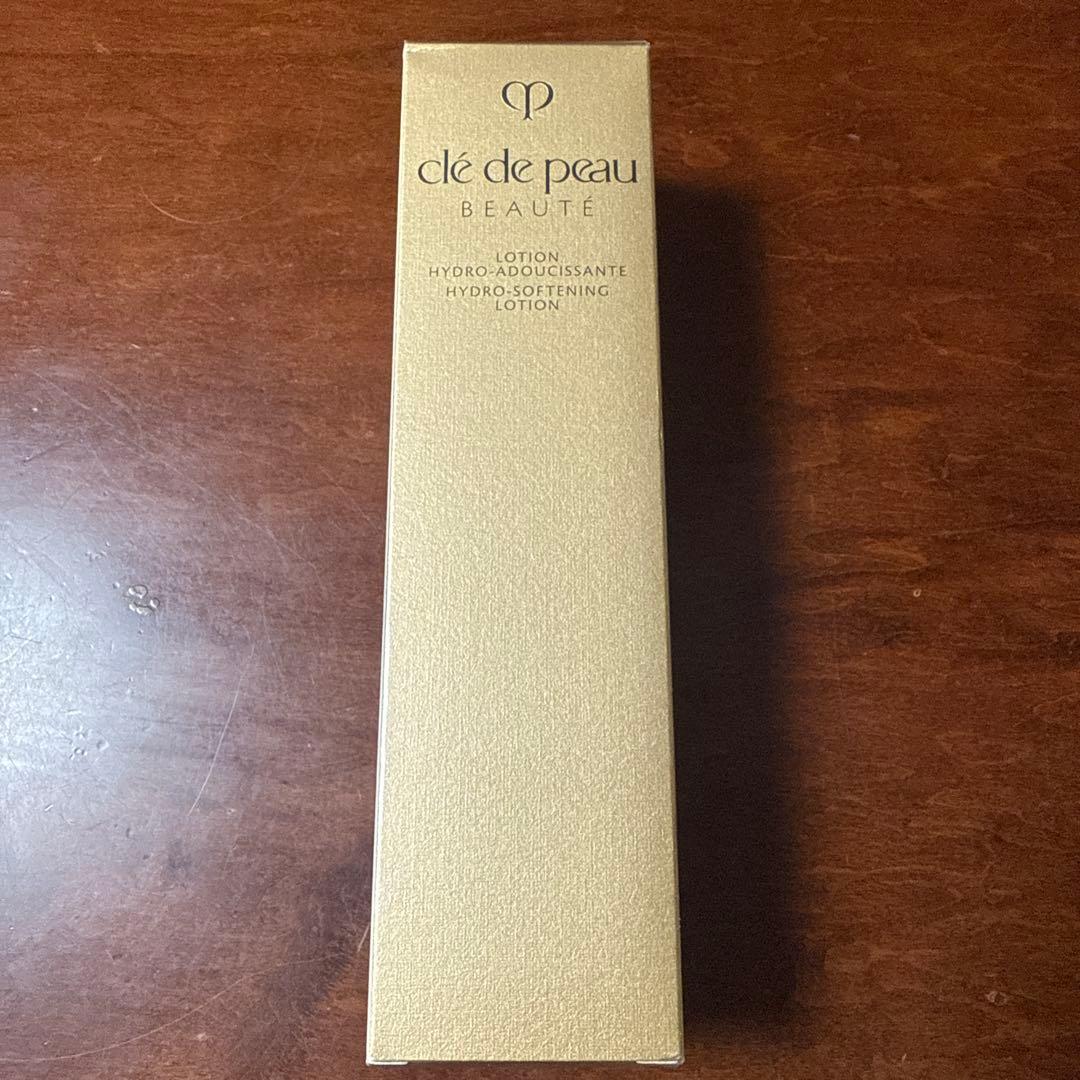 clé de peau
BEAUTÉ
LOTION
HYDRO-ADOUCISSANTE
HYDRO-SOFTENING
LOTION